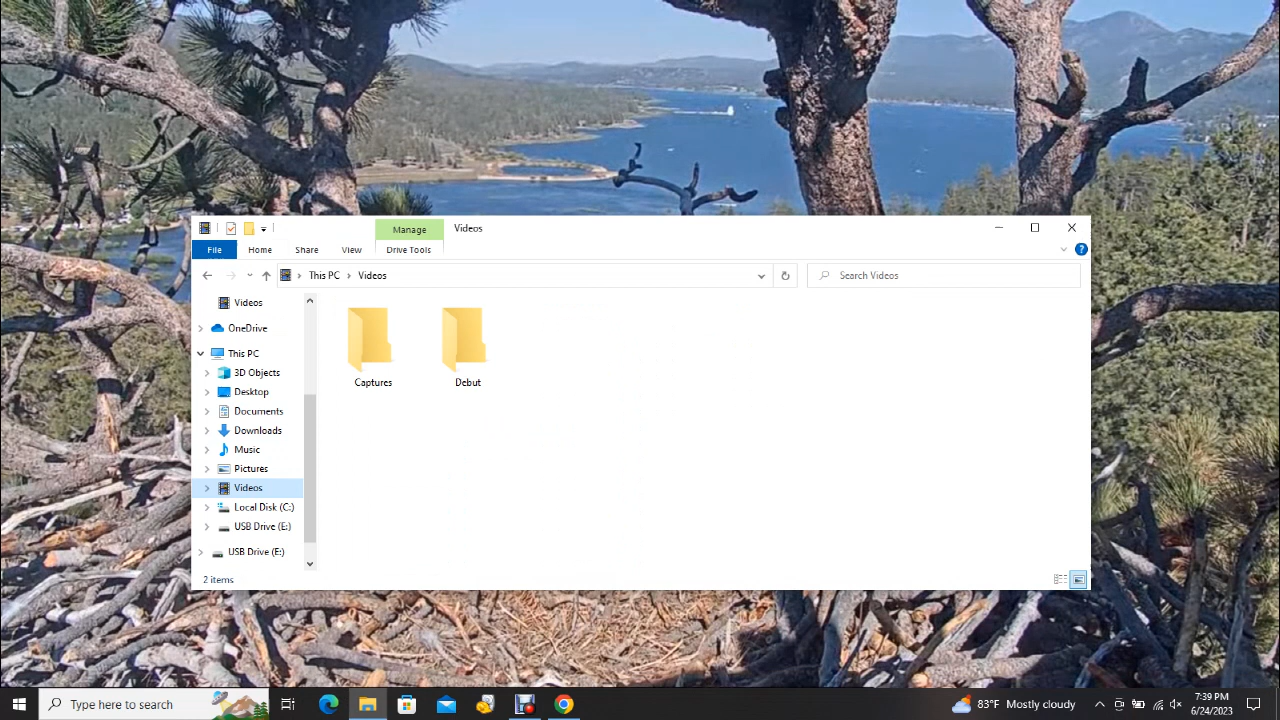 Manage
Videos
File
Home
Share
View
Drive Tools
This PC
Videos
Search Videos
Videos
OneDrive
This PC
3D Objects
Desktop
Documents
Downloads
Music
Pictures
Videos
Local Disk (C:)
USB Drive (E:)
USB Drive (E:)
Captures
Debut
2 items
Type here to search
83°F Mostly cloudy
7:39 PM
6/24/2023